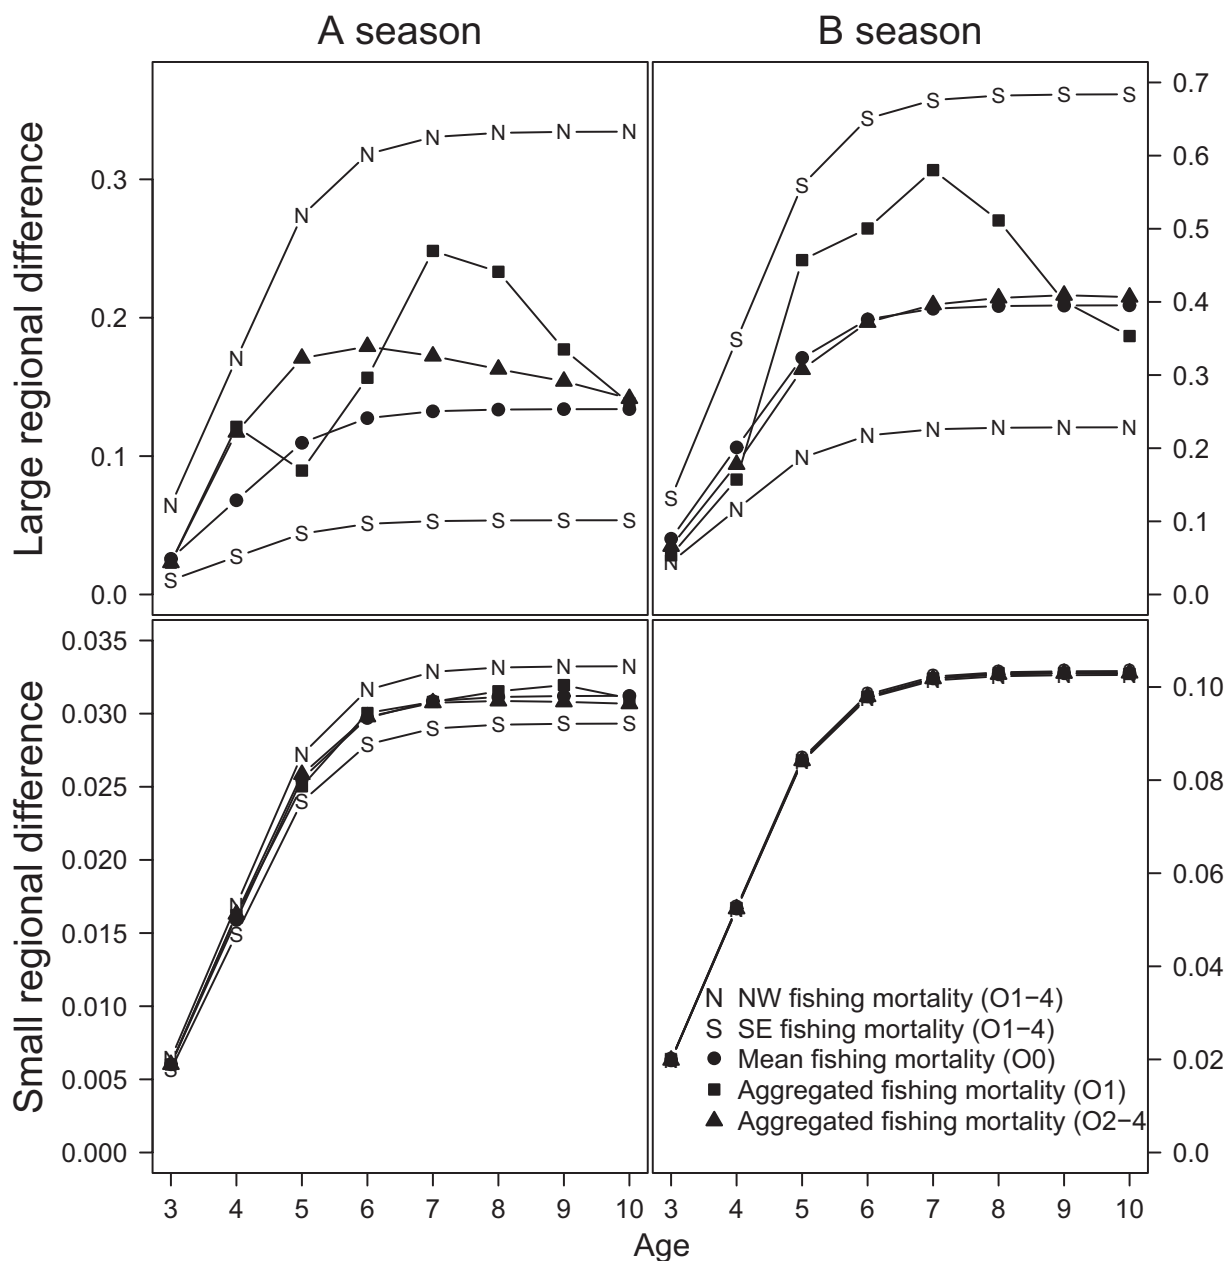 A season
B season
Large regional difference
0.3
0.2
0.1
0.0
N N N N N N N N
S S S S S S S S
S S S S S S S S
N N N N N N N N
0.7
0.6
0.5
0.4
0.3
0.2
0.1
0.0
Small regional difference
0.035
0.030
0.025
0.020
0.015
0.010
0.005
0.000
N N N N N N N N
S S S S S S S S
0.10
0.08
0.06
0.04
0.02
0.0
N NW fishing mortality (O1−4)
S SE fishing mortality (O1−4)
Mean fishing mortality (O0)
Aggregated fishing mortality (O1)
Aggregated fishing mortality (O2−4
3 4 5 6 7 8 9 10
3 4 5 6 7 8 9 10
Age